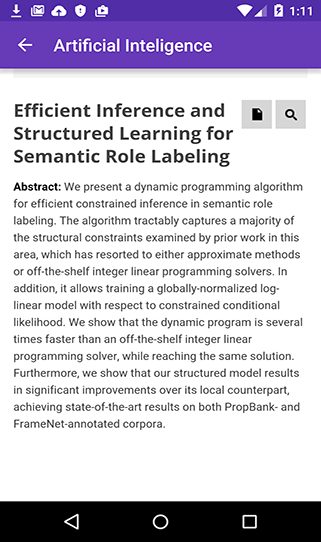 1:11
Artificial Inteligence
Efficient Inference and
Structured Learning for
Semantic Role Labeling
Abstract: We present a dynamic programming algorithm
for efficient constrained inference in semantic role
labeling. The algorithm tractably captures a majority of
the structural constraints examined by prior work in this
area, which has resorted to either approximate methods
or off-the-shelf integer linear programming solvers. In
addition, it allows training a globally-normalized log-
linear model with respect to constrained conditional
likelihood. We show that the dynamic program is several
times faster than an off-the-shelf integer linear
programming solver, while reaching the same solution.
Furthermore, we show that our structured model results
in significant improvements over its local counterpart,
achieving state-of-the-art results on both PropBank- and
FrameNet-annotated corpora.